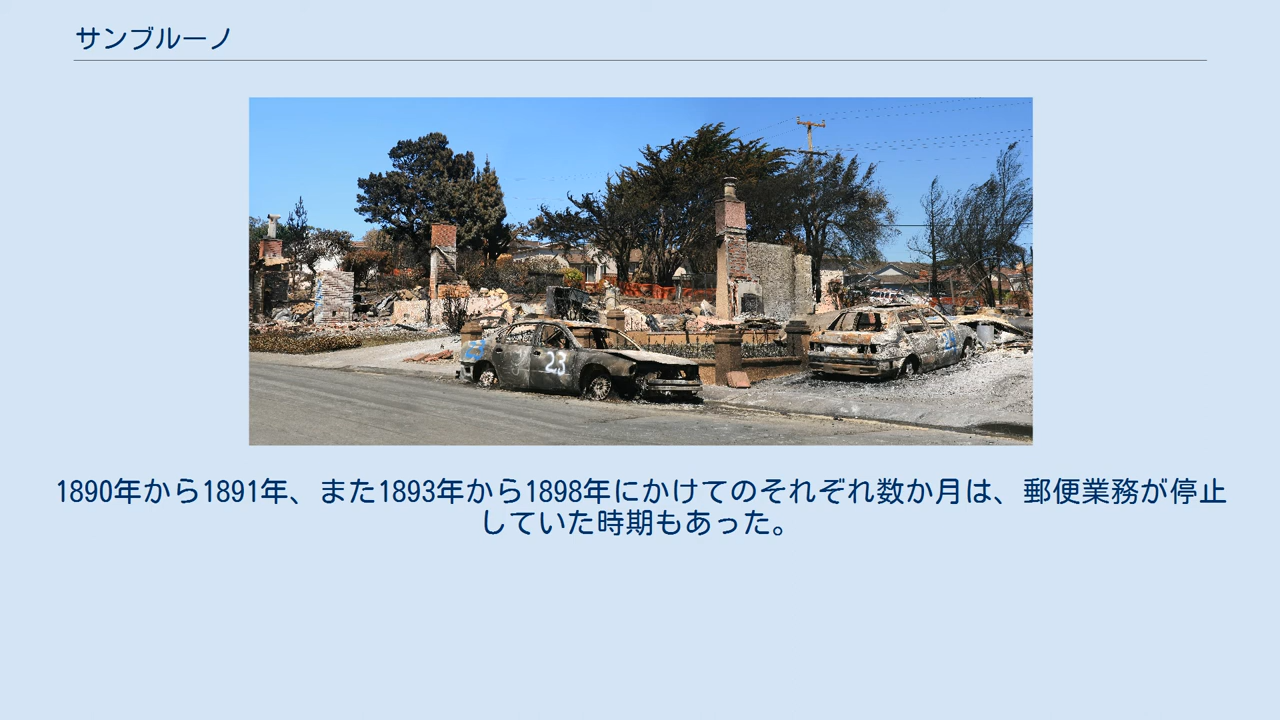 サンブルーノ
23
1890年から1891年、また1893年から1898年にかけてのそれぞれ数か月は、郵便業務が停止
していた時期もあった。